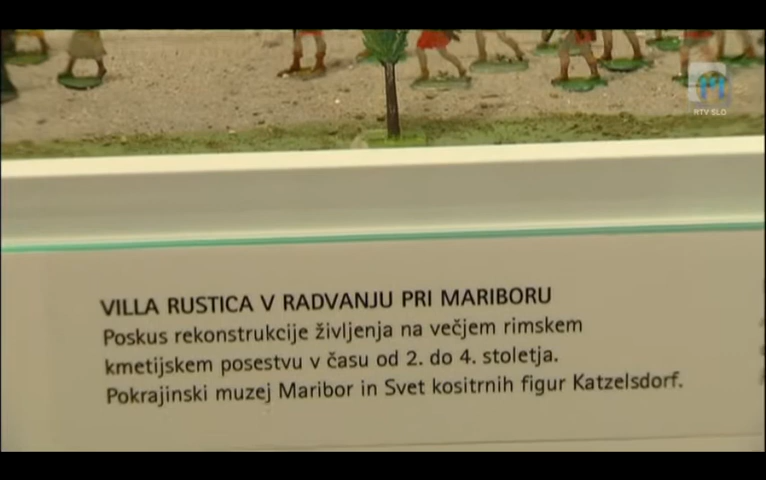 RTV SLO
VILLA RUSTICA V RADVANJU PRI MARIBORU
Poskus rekonstrukcije življenja na večjem rimskem
kmetijskem posestvu v času od 2. do 4. stoletja.
Pokrajinski muzej Maribor in Svet kositrnih figur Katzelsdorf.